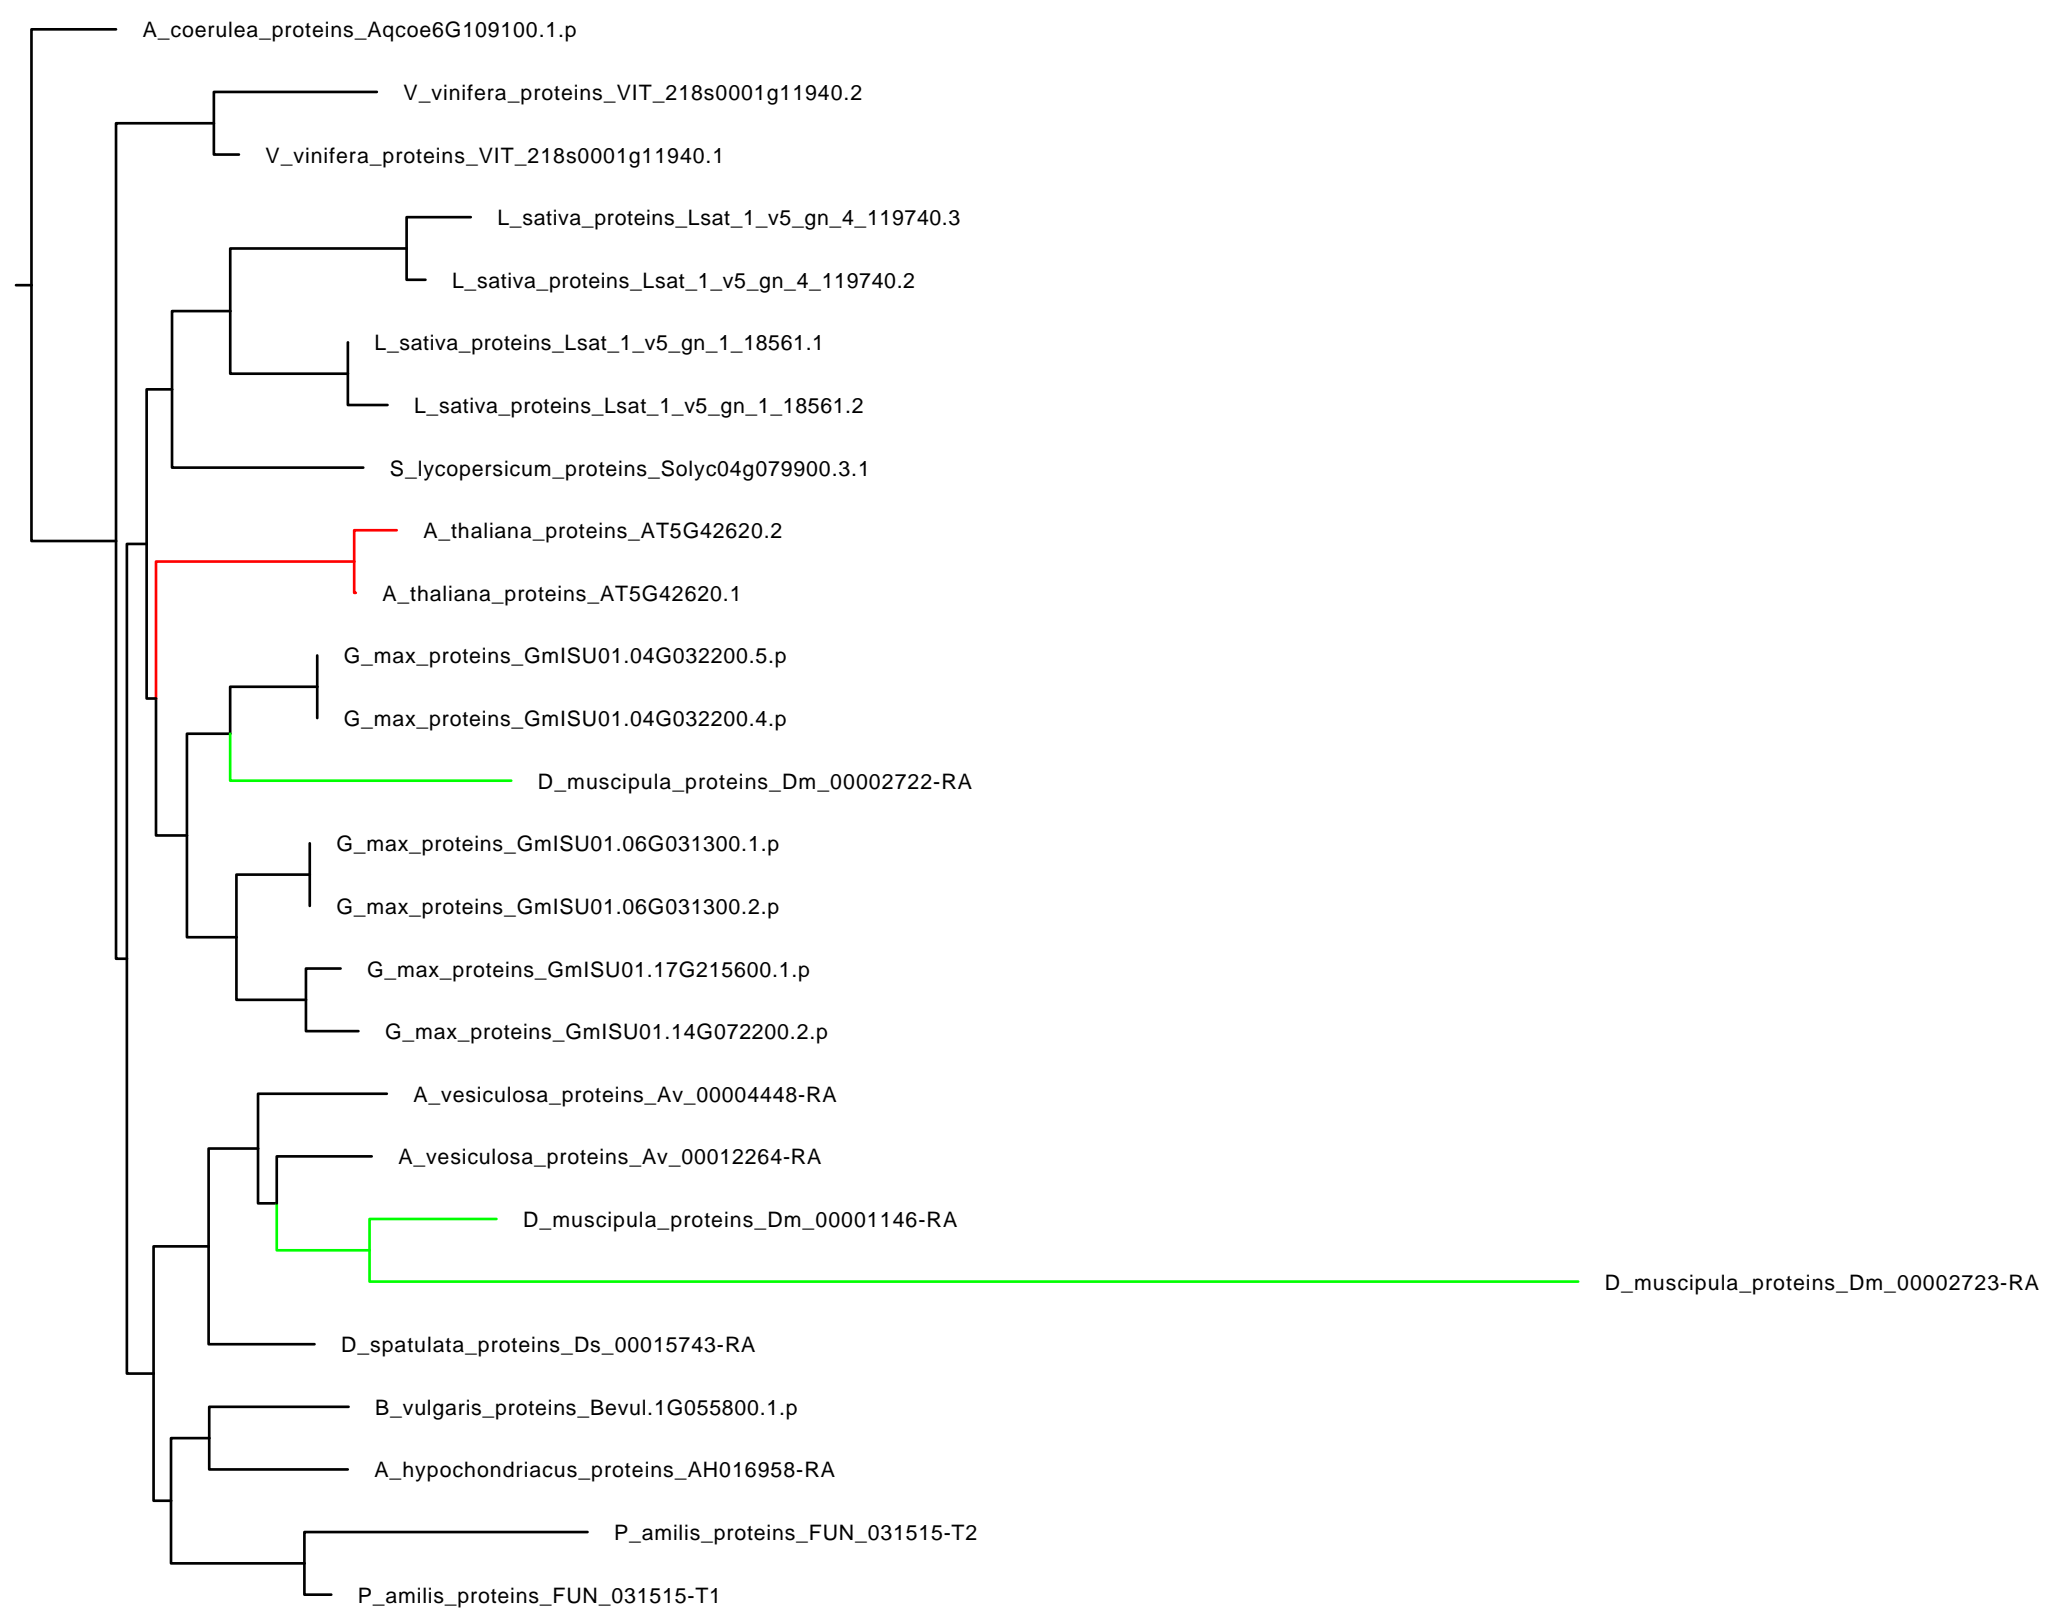 A_coerulea_proteins_Aqcoe6G109100.1.p
V_vinifera_proteins_VIT_218s0001g11940.2
V_vinifera_proteins_VIT_218s0001g11940.1
L_sativa_proteins_Lsat_1_v5_gn_4_119740.3
L_sativa_proteins_Lsat_1_v5_gn_4_119740.2
L_sativa_proteins_Lsat_1_v5_gn_1_18561.1
L_sativa_proteins_Lsat_1_v5_gn_1_18561.2
S_lycopersicum_proteins_Solyc04g079900.3.1
A_thaliana_proteins_AT5G42620.2
A_thaliana_proteins_AT5G42620.1
G_max_proteins_GmISU01.04G032200.5.p
G_max_proteins_GmISU01.04G032200.4.p
D_muscipula_proteins_Dm_00002722-RA
G_max_proteins_GmISU01.06G031300.1.p
G_max_proteins_GmISU01.06G031300.2.p
G_max_proteins_GmISU01.17G215600.1.p
G_max_proteins_GmISU01.14G072200.2.p
A_vesiculosa_proteins_Av_00004448-RA
A_vesiculosa_proteins_Av_00012264-RA
D_muscipula_proteins_Dm_00001146-RA
D_muscipula_proteins_Dm_00002723-RA
D_spatulata_proteins_Ds_00015743-RA
B_vulgaris_proteins_Bevul.1G055800.1.p
A_hypochondriacus_proteins_AH016958-RA
P_amilis_proteins_FUN_031515-T2
P_amilis_proteins_FUN_031515-T1